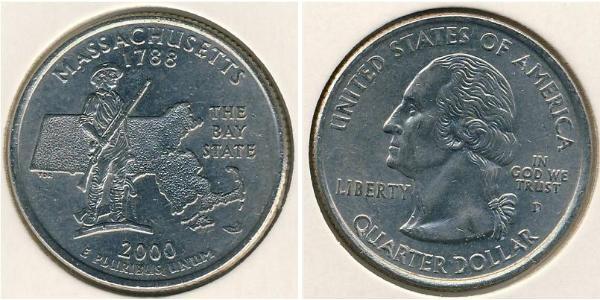 MASSACHUSETTS
1788
THE
BAY
STATE
2000
E PLURIBUS UNUM
UNITED STATES OF AMERICA
LIBERTY
IN
GOD WE
TRUST
D
QUARTER DOLLAR